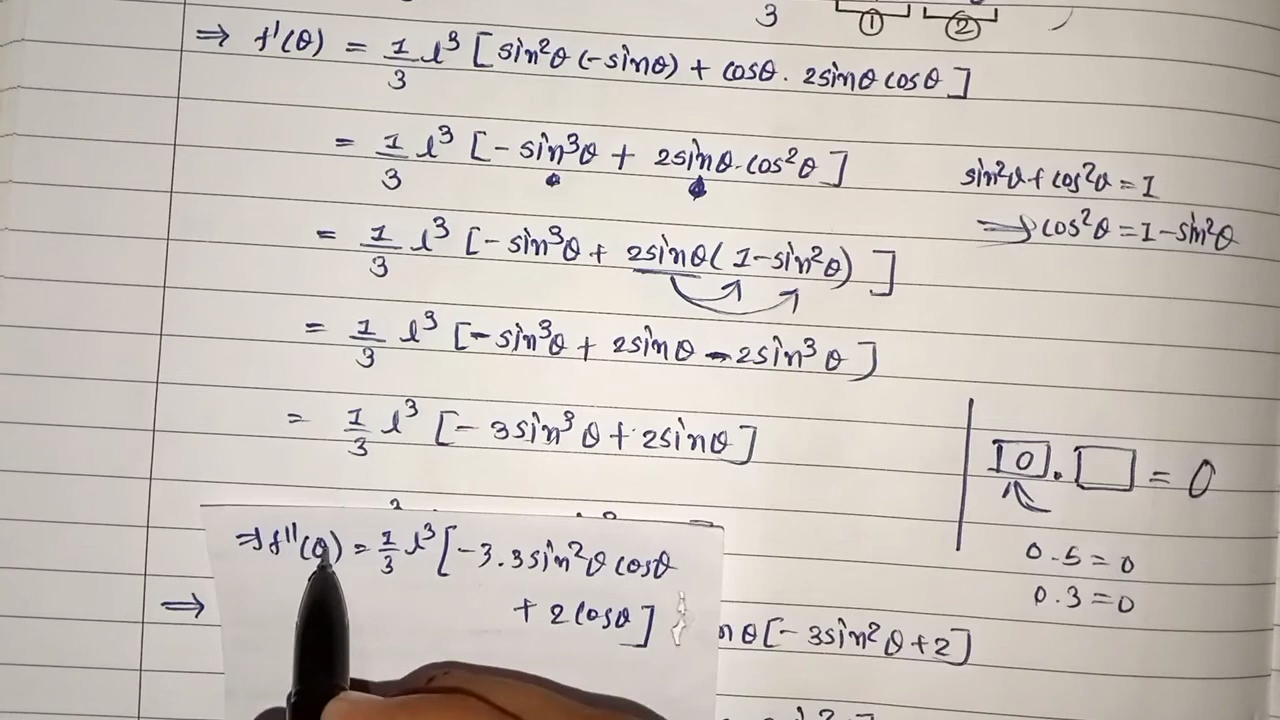 3 ① ②
⇒ f'(θ) = 1/3 l³ [sin²θ (-sinθ) + cosθ . 2sinθ cosθ]
= 1/3 l³ [-sin³θ + 2sinθ.cos²θ]
sin²θ + cos²θ = 1
⇒ cos²θ = 1-sin²θ
= 1/3 l³ [-sin³θ + 2sinθ(1-sin²θ)]
= 1/3 l³ [-sin³θ + 2sinθ -2sin³θ]
= 1/3 l³ [-3sin³θ + 2sinθ]
0 . □ = 0
0.5 = 0
0.3 = 0
⇒ f''(θ) = 1/3 l³ [-3.3sin²θ cosθ
+ 2cosθ]
⇒ θ[-3sin²θ+2]